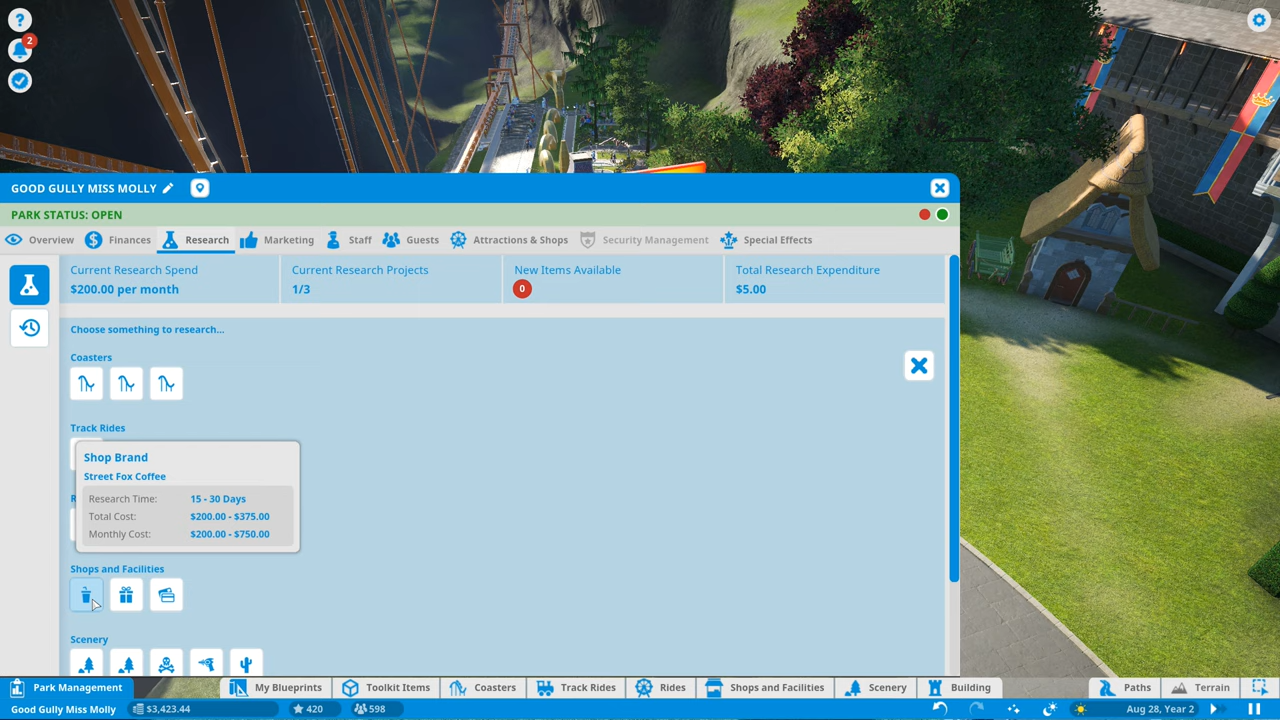 ?
2
GOOD GULLY MISS MOLLY
PARK STATUS: OPEN
Overview Finances Research Marketing Staff Guests Attractions & Shops Security Management Special Effects
Current Research Spend Current Research Projects New Items Available Total Research Expenditure
$200.00 per month 1/3 0 $5.00
Choose something to research...
Coasters
Track Rides
Shop Brand
Street Fox Coffee
R
Research Time: 15 - 30 Days
Total Cost: $200.00 - $375.00
Monthly Cost: $200.00 - $750.00
Shops and Facilities
Scenery
Park Management My Blueprints Toolkit Items Coasters Track Rides Rides Shops and Facilities Scenery Building Paths Terrain
Good Gully Miss Molly $3,423.44 420 598 Aug 28, Year 2